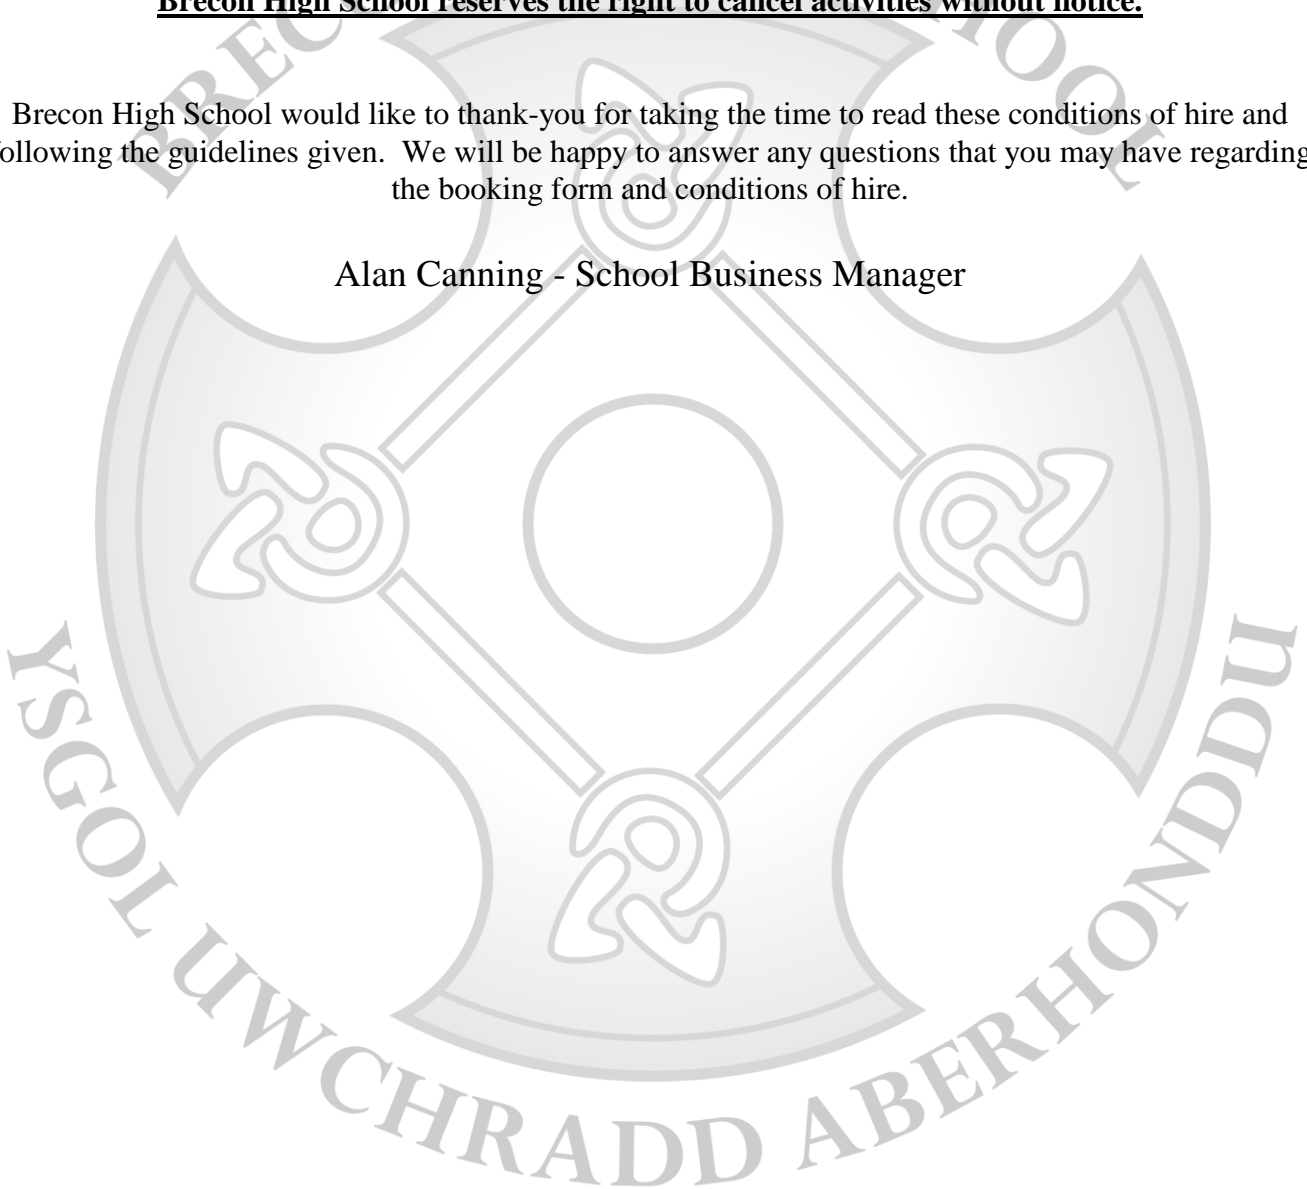 Brecon High School reserves the right to cancel activities without notice.
Brecon High School would like to thank-you for taking the time to read these conditions of hire and
following the guidelines given. We will be happy to answer any questions that you may have regarding
the booking form and conditions of hire.
Alan Canning - School Business Manager
YSGOL UWCHRADD ABERHONDDU